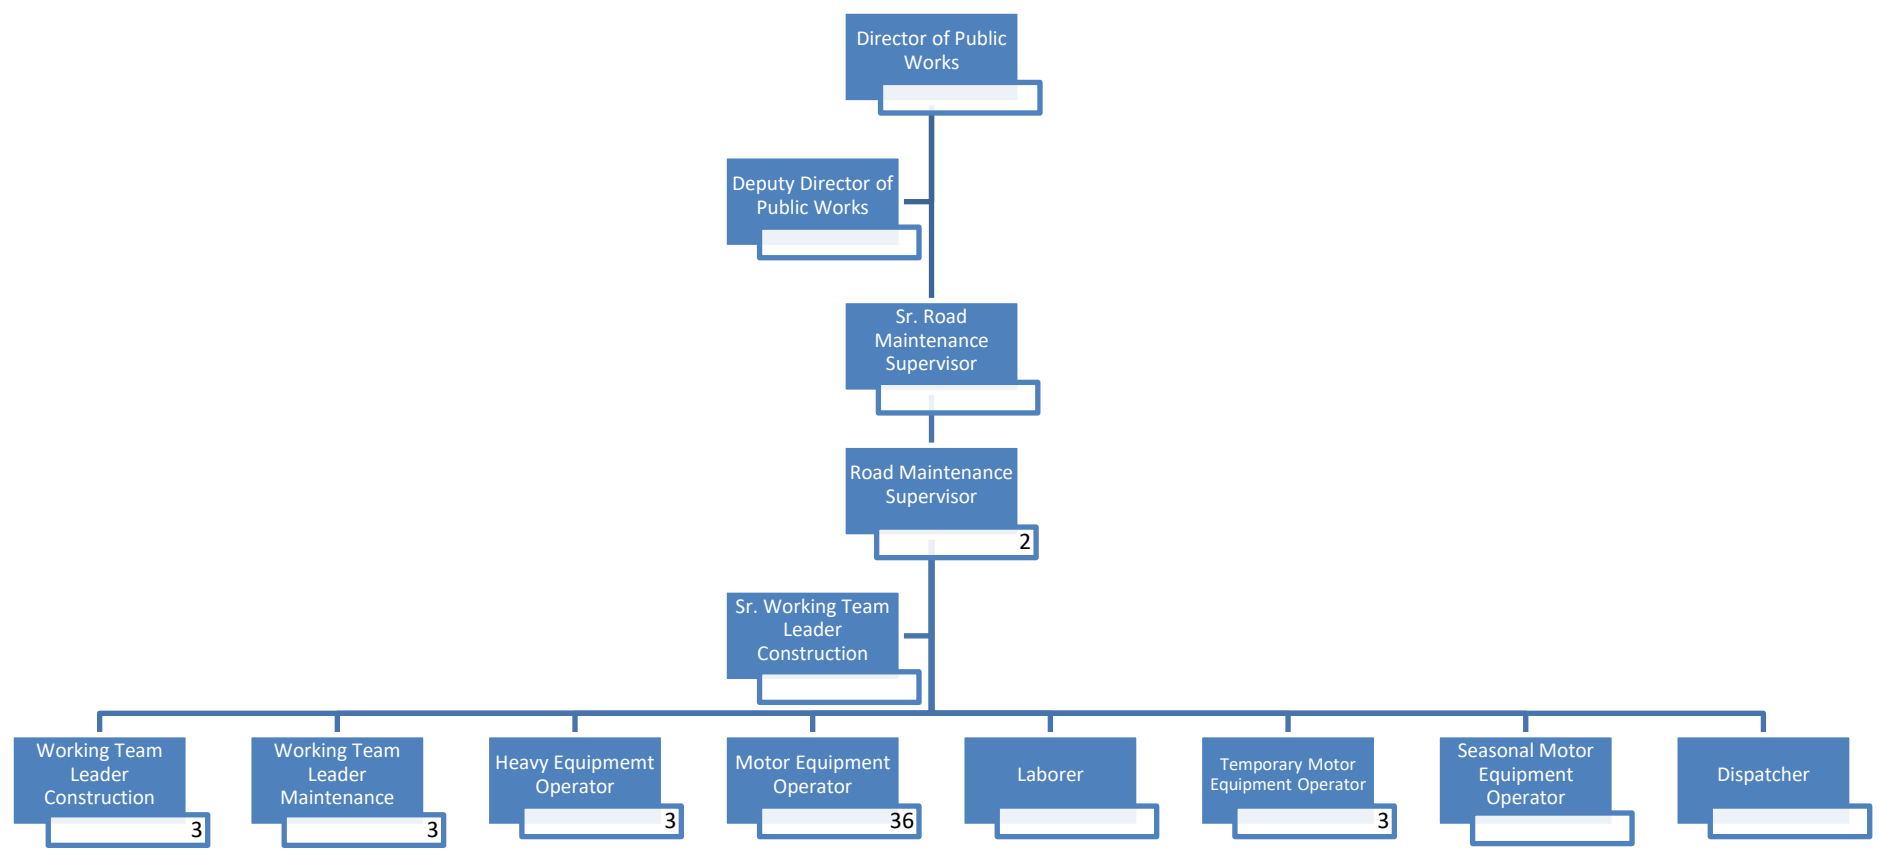 Director of Public
Works
Deputy Director of
Public Works
Sr. Road
Maintenance
Supervisor
Road Maintenance
Supervisor
2
Sr. Working Team
Leader
Construction
Working Team
Leader
Construction
3
Working Team
Leader
Maintenance
3
Heavy Equipmemt
Operator
3
Motor Equipment
Operator
36
Laborer
Temporary Motor
Equipment Operator
3
Seasonal Motor
Equipment
Operator
Dispatcher